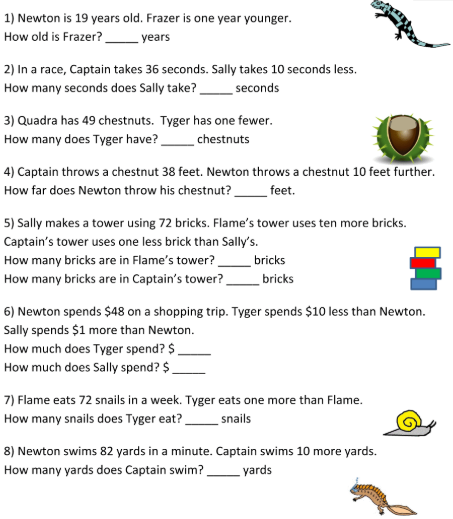 1) Newton is 19 years old. Frazer is one year younger.
How old is Frazer? _____ years
2) In a race, Captain takes 36 seconds. Sally takes 10 seconds less.
How many seconds does Sally take? _____ seconds
3) Quadra has 49 chestnuts.  Tyger has one fewer.
How many does Tyger have? _____ chestnuts
4) Captain throws a chestnut 38 feet. Newton throws a chestnut 10 feet further.
How far does Newton throw his chestnut? _____ feet.
5) Sally makes a tower using 72 bricks. Flame’s tower uses ten more bricks.
Captain’s tower uses one less brick than Sally’s.
How many bricks are in Flame’s tower? _____ bricks
How many bricks are in Captain’s tower? _____ bricks
6) Newton spends $48 on a shopping trip. Tyger spends $10 less than Newton.
Sally spends $1 more than Newton.
How much does Tyger spend? $ _____
How much does Sally spend? $ _____
7) Flame eats 72 snails in a week. Tyger eats one more than Flame.
How many snails does Tyger eat? _____ snails
8) Newton swims 82 yards in a minute. Captain swims 10 more yards.
How many yards does Captain swim? _____ yards